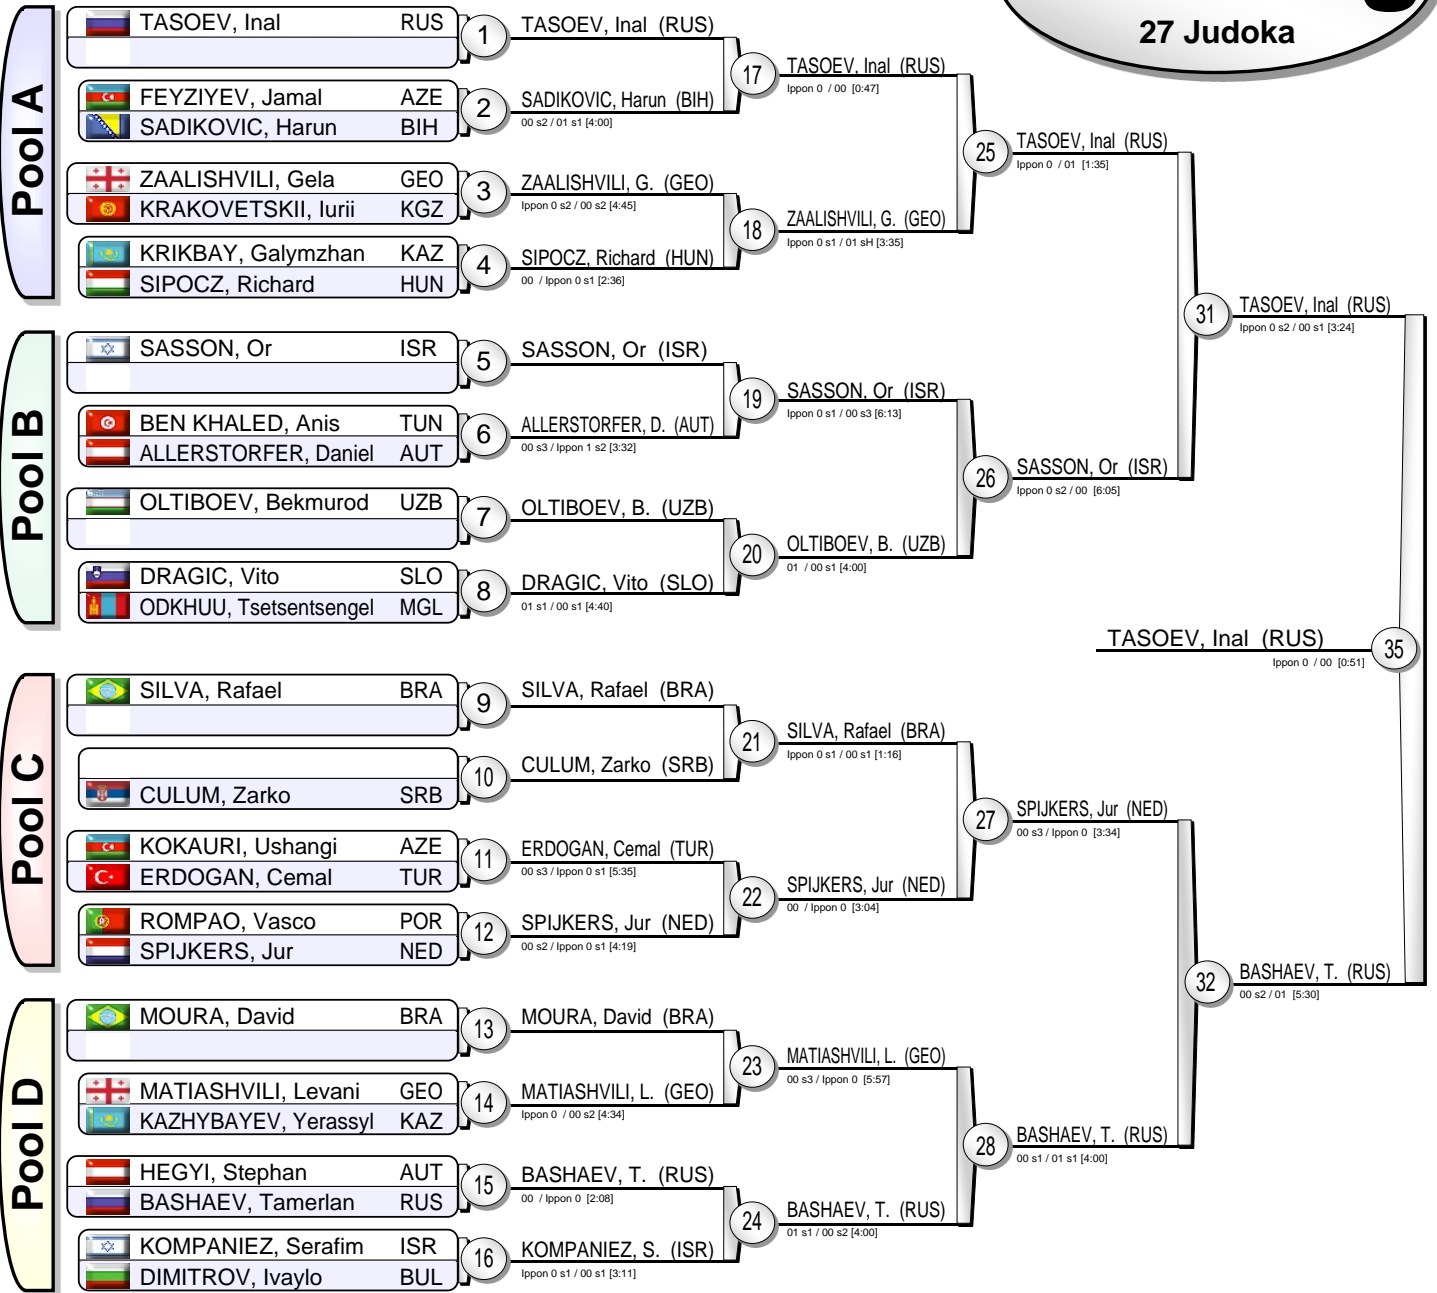 27 Judoka
Pool A
TASOEV, Inal RUS
1
FEYZIYEV, Jamal AZE
SADIKOVIC, Harun BIH
2
ZAALISHVILI, Gela GEO
KRAKOVETSKII, Iurii KGZ
3
KRIKBAY, Galymzhan KAZ
SIPOCZ, Richard HUN
4
Pool B
SASSON, Or ISR
5
BEN KHALED, Anis TUN
ALLERSTORFER, Daniel AUT
6
OLTIBOEV, Bekmurod UZB
7
DRAGIC, Vito SLO
ODKHUU, Tsetsentsengel MGL
8
Pool C
SILVA, Rafael BRA
9
CULUM, Zarko SRB
10
KOKAURI, Ushangi AZE
ERDOGAN, Cemal TUR
11
ROMPAO, Vasco POR
SPIJKERS, Jur NED
12
Pool D
MOURA, David BRA
13
MATIASHVILI, Levani GEO
KAZHYBAYEV, Yerassyl KAZ
14
HEGYI, Stephan AUT
BASHAEV, Tamerlan RUS
15
KOMPANIEZ, Serafim ISR
DIMITROV, Ivaylo BUL
16
TASOEV, Inal (RUS)
SADIKOVIC, Harun (BIH)
00 s2 / 01 s1 [4:00]
17
ZAALISHVILI, G. (GEO)
Ippon 0 s2 / 00 s2 [4:45]
SIPOCZ, Richard (HUN)
00 / Ippon 0 s1 [2:36]
18
SASSON, Or (ISR)
ALLERSTORFER, D. (AUT)
00 s3 / Ippon 1 s2 [3:32]
19
OLTIBOEV, B. (UZB)
DRAGIC, Vito (SLO)
01 s1 / 00 s1 [4:40]
20
SILVA, Rafael (BRA)
CULUM, Zarko (SRB)
21
ERDOGAN, Cemal (TUR)
00 s3 / Ippon 0 s1 [5:35]
SPIJKERS, Jur (NED)
00 s2 / Ippon 0 s1 [4:19]
22
MOURA, David (BRA)
MATIASHVILI, L. (GEO)
Ippon 0 / 00 s2 [4:34]
23
BASHAEV, T. (RUS)
00 / Ippon 0 [2:08]
KOMPANIEZ, S. (ISR)
Ippon 0 s1 / 00 s1 [3:11]
24
TASOEV, Inal (RUS)
Ippon 0 / 00 [0:47]
ZAALISHVILI, G. (GEO)
Ippon 0 s1 / 01 sH [3:35]
25
SASSON, Or (ISR)
Ippon 0 s1 / 00 s3 [6:13]
OLTIBOEV, B. (UZB)
01 / 00 s1 [4:00]
26
SILVA, Rafael (BRA)
Ippon 0 s1 / 00 s1 [1:16]
SPIJKERS, Jur (NED)
00 / Ippon 0 [3:04]
27
MATIASHVILI, L. (GEO)
00 s3 / Ippon 0 [5:57]
BASHAEV, T. (RUS)
01 s1 / 00 s2 [4:00]
28
TASOEV, Inal (RUS)
Ippon 0 / 01 [1:35]
SASSON, Or (ISR)
Ippon 0 s2 / 00 [6:05]
31
SPIJKERS, Jur (NED)
00 s3 / Ippon 0 [3:34]
BASHAEV, T. (RUS)
00 s1 / 01 s1 [4:00]
32
TASOEV, Inal (RUS)
Ippon 0 s2 / 00 s1 [3:24]
BASHAEV, T. (RUS)
00 s2 / 01 [5:30]
TASOEV, Inal (RUS)
Ippon 0 / 00 [0:51]
35